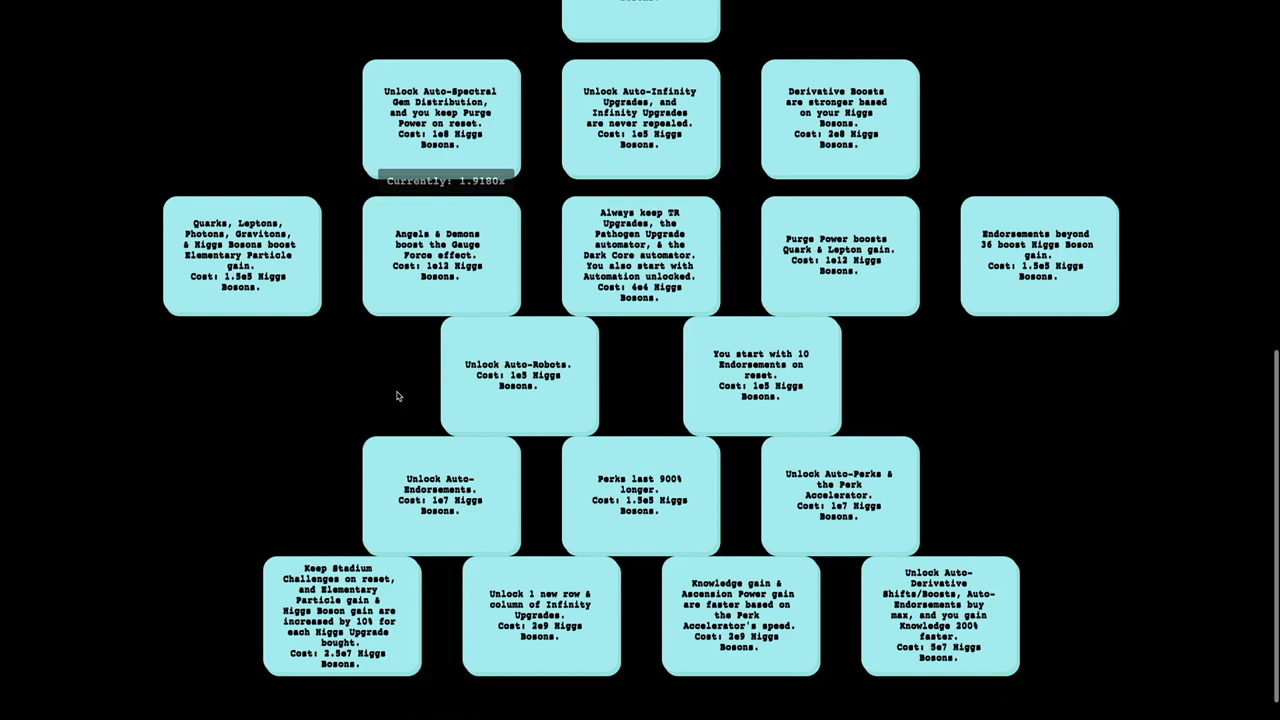 Unlock Auto-Spectral
Gem Distribution,
and you keep Purge
Power on reset.
Cost: 1e8 Higgs
Bosons.
Unlock Auto-Infinity
Upgrades, and
Infinity Upgrades
are never repealed.
Cost: 1e5 Higgs
Bosons.
Derivative Boosts
are stronger based
on your Higgs
Bosons.
Cost: 2e8 Higgs
Bosons.
Currently: 1.9180x
Quarks, Leptons,
Photons, Gravitons,
& Higgs Bosons boost
Elementary Particle
gain.
Cost: 1.5e5 Higgs
Bosons.
Angels & Demons
boost the Gauge
Force effect.
Cost: 1e12 Higgs
Bosons.
Always keep TR
Upgrades, the
Pathogen Upgrade
automator, & the
Dark Core automator.
You also start with
Automation unlocked.
Cost: 4e4 Higgs
Bosons.
Purge Power boosts
Quark & Lepton gain.
Cost: 1e12 Higgs
Bosons.
Endorsements beyond
36 boost Higgs Boson
gain.
Cost: 1.5e5 Higgs
Bosons.
Unlock Auto-Robots.
Cost: 1e5 Higgs
Bosons.
You start with 10
Endorsements on
reset.
Cost: 1e5 Higgs
Bosons.
Unlock Auto-
Endorsements.
Cost: 1e7 Higgs
Bosons.
Perks last 900%
longer.
Cost: 1.5e5 Higgs
Bosons.
Unlock Auto-Perks &
the Perk
Accelerator.
Cost: 1e7 Higgs
Bosons.
Keep Stadium
Challenges on reset,
and Elementary
Particle gain &
Higgs Boson gain are
increased by 10% for
each Higgs Upgrade
bought.
Cost: 2.5e7 Higgs
Bosons.
Unlock 1 new row &
column of Infinity
Upgrades.
Cost: 2e9 Higgs
Bosons.
Knowledge gain &
Ascension Power gain
are faster based on
the Perk
Accelerator's speed.
Cost: 2e9 Higgs
Bosons.
Unlock Auto-
Derivative
Shifts/Boosts, Auto-
Endorsements buy
max, and you gain
Knowledge 200%
faster.
Cost: 5e7 Higgs
Bosons.